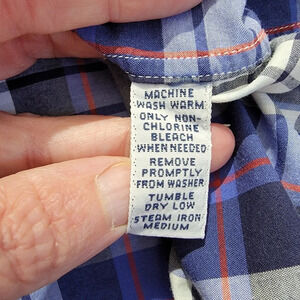 MACHINE
WASH WARM
ONLY NON-
CHLORINE
BLEACH
WHEN NEEDED
REMOVE
PROMPTLY
FROM WASHER
TUMBLE
DRY LOW
STEAM IRON
MEDIUM